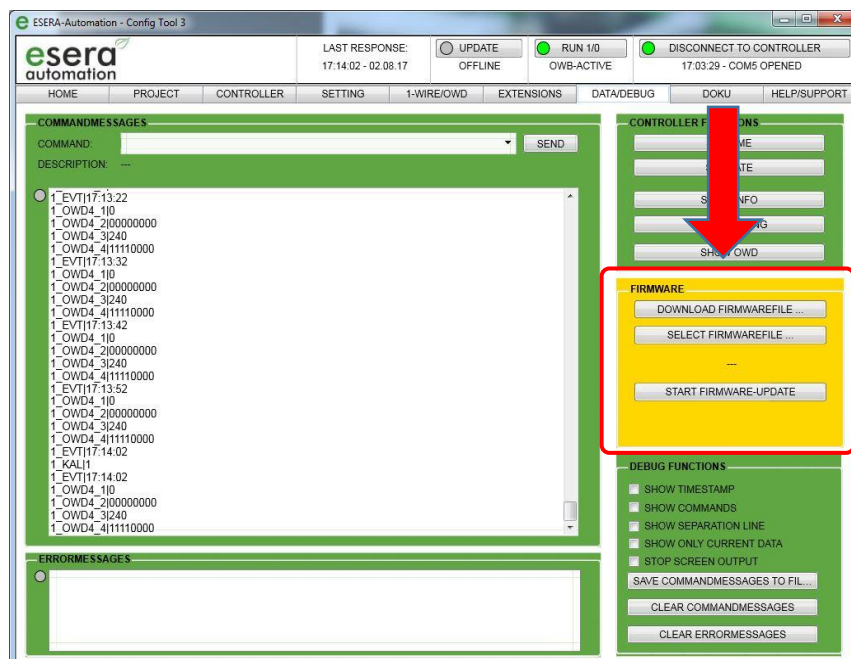 ESERA-Automation - Config Tool 3
esera
automation
LAST RESPONSE:
17:14:02 - 02.08.17
UPDATE
OFFLINE
RUN 1/0
OWB-ACTIVE
DISCONNECT TO CONTROLLER
17:03:29 - COM5 OPENED
HOME PROJECT CONTROLLER SETTING 1-WIRE/OWD EXTENSIONS DATA/DEBUG DOKU HELP/SUPPORT
COMMANDMESSAGES
COMMAND:
SEND
DESCRIPTION: ---
1_EVT|17:13:22
1_OWD4_1|0
1_OWD4_2|00000000
1_OWD4_3|240
1_OWD4_4|11110000
1_EVT|17:13:32
1_OWD4_1|0
1_OWD4_2|00000000
1_OWD4_3|240
1_OWD4_4|11110000
1_EVT|17:13:42
1_OWD4_1|0
1_OWD4_2|00000000
1_OWD4_3|240
1_OWD4_4|11110000
1_EVT|17:13:52
1_OWD4_1|0
1_OWD4_2|00000000
1_OWD4_3|240
1_OWD4_4|11110000
1_EVT|17:14:02
1_KAL|1
1_EVT|17:14:02
1_OWD4_1|0
1_OWD4_2|00000000
1_OWD4_3|240
1_OWD4_4|11110000
ERRORMESSAGES
CONTROLLER
SHOW OWD
FIRMWARE
DOWNLOAD FIRMWAREFILE ...
SELECT FIRMWAREFILE ...
---
START FIRMWARE-UPDATE
DEBUG FUNCTIONS
SHOW TIMESTAMP
SHOW COMMANDS
SHOW SEPARATION LINE
SHOW ONLY CURRENT DATA
STOP SCREEN OUTPUT
SAVE COMMANDMESSAGES TO FIL...
CLEAR COMMANDMESSAGES
CLEAR ERRORMESSAGES